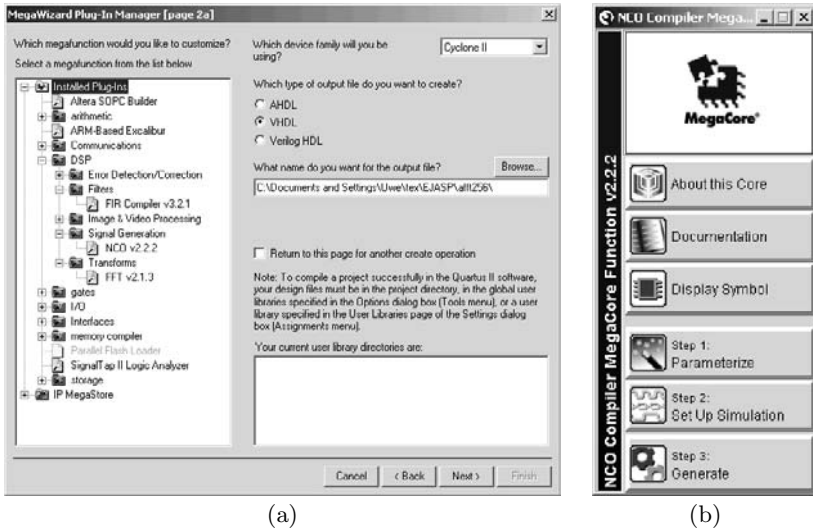 MegaWizard Plug-In Manager [page 2a]
Which megafunction would you like to customize?
Select a megafunction from the list below
Installed Plug-Ins
Altera SOPC Builder
arithmetic
ARM-Based Excalibur
Communications
DSP
Error Detection/Correction
Filters
FIR Compiler v3.2.1
Image & Video Processing
Signal Generation
NCO v2.2.2
Transforms
FFT v2.1.3
gates
I/O
Interfaces
memory compiler
Parallel Flash Loader
SignalTap II Logic Analyzer
storage
IP MegaStore
Which device family will you be
using?
Cyclone II
Which type of output file do you want to create?
AHDL
VHDL
Verilog HDL
What name do you want for the output file?
Browse...
C:\Documents and Settings\Uwe\tex\EJASP\alft256\
Return to this page for another create operation
Note: To compile a project successfully in the Quartus II software,
your design files must be in the project directory, in the global user
libraries specified in the Options dialog box (Tools menu), or a user
library specified in the User Libraries page of the Settings dialog
box (Assignments menu).
Your current user library directories are:
Cancel
< Back
Next >
Finish
(a)
NCO Compiler Mega...
MegaCore®
NCO Compiler MegaCore Function v2.2.2
About this Core
Documentation
Display Symbol
Step 1:
Parameterize
Step 2:
Set Up Simulation
Step 3:
Generate
(b)